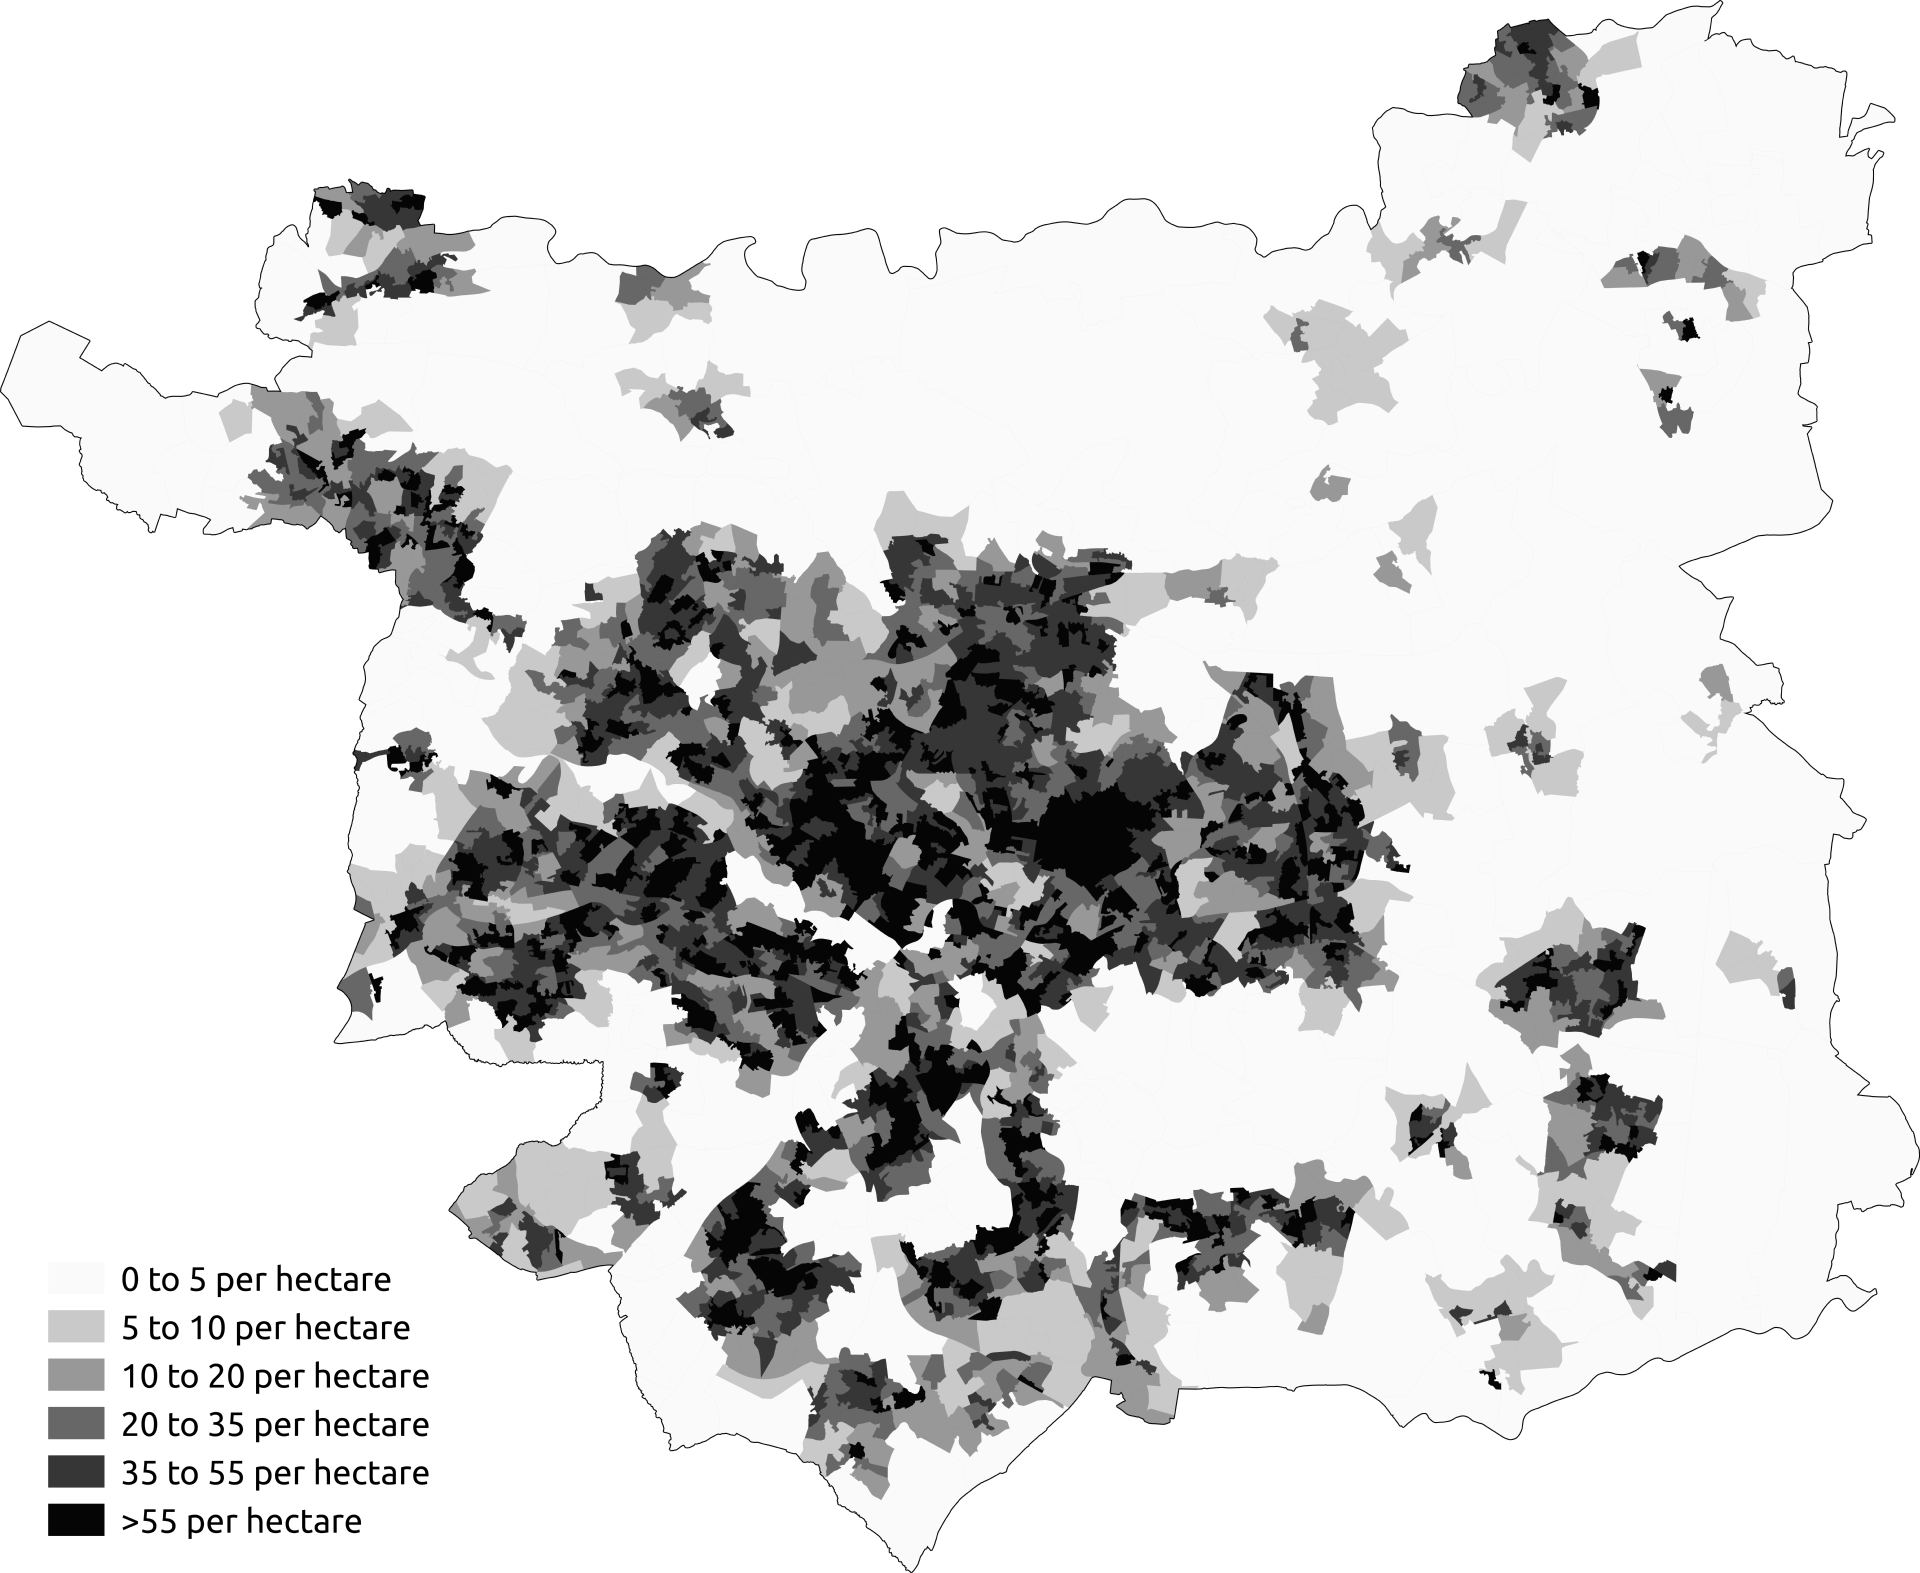 0 to 5 per hectare
5 to 10 per hectare
10 to 20 per hectare
20 to 35 per hectare
35 to 55 per hectare
>55 per hectare